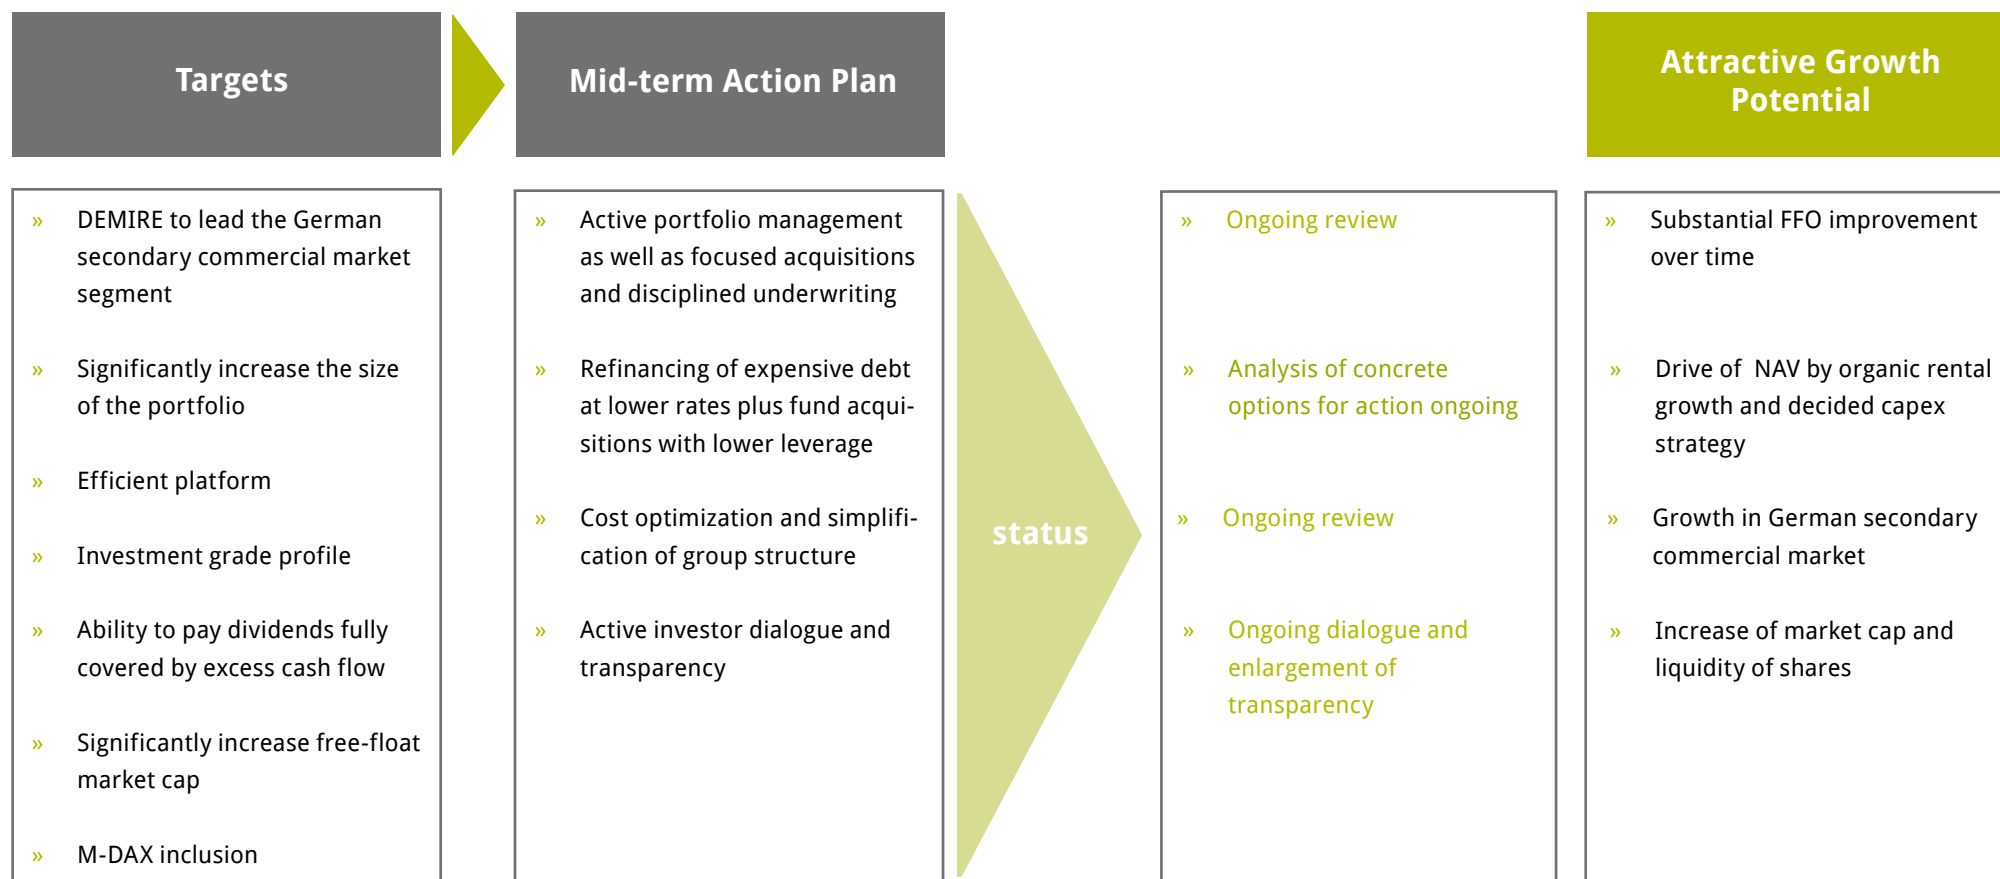 Targets
Mid-term Action Plan
Attractive Growth
Potential
» DEMIRE to lead the German
secondary commercial market
segment
» Significantly increase the size
of the portfolio
» Efficient platform
» Investment grade profile
» Ability to pay dividends fully
covered by excess cash flow
» Significantly increase free-float
market cap
» M-DAX inclusion
» Active portfolio management
as well as focused acquisitions
and disciplined underwriting
» Refinancing of expensive debt
at lower rates plus fund acqui-
sitions with lower leverage
» Cost optimization and simplifi-
cation of group structure
» Active investor dialogue and
transparency
status
» Ongoing review
» Analysis of concrete
options for action ongoing
» Ongoing review
» Ongoing dialogue and
enlargement of
transparency
» Substantial FFO improvement
over time
» Drive of NAV by organic rental
growth and decided capex
strategy
» Growth in German secondary
commercial market
» Increase of market cap and
liquidity of shares